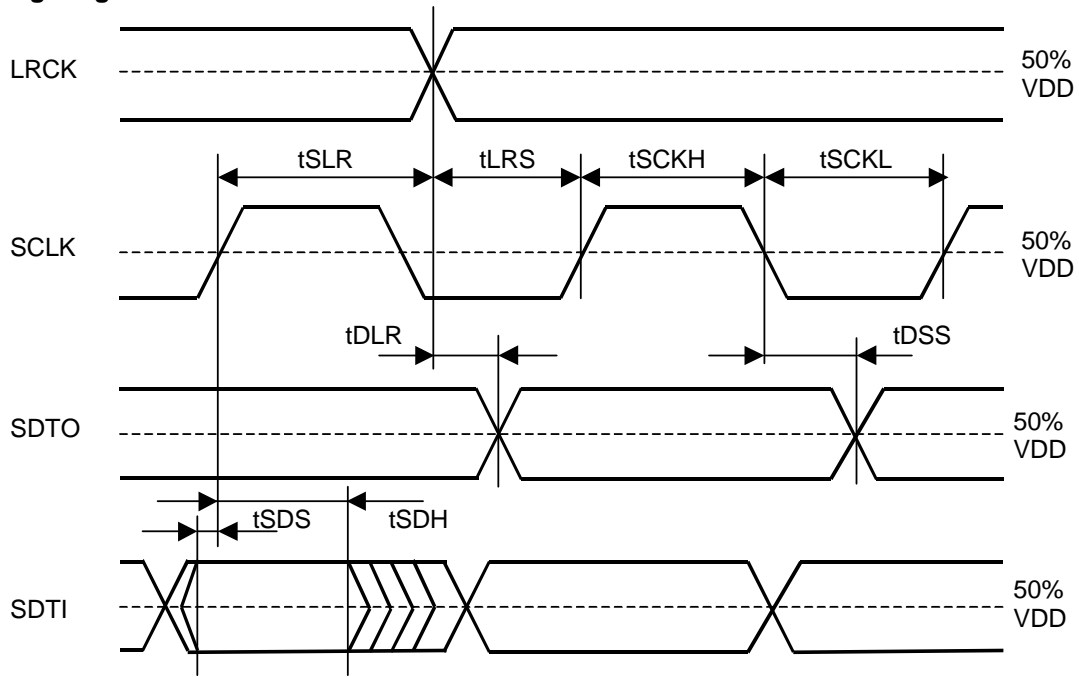 LRCK
50%
VDD
tSLR tLRS tSCKH tSCKL
SCLK
50%
VDD
tDLR tDSS
SDTO
50%
VDD
tSDS tSDH
SDTI
50%
VDD